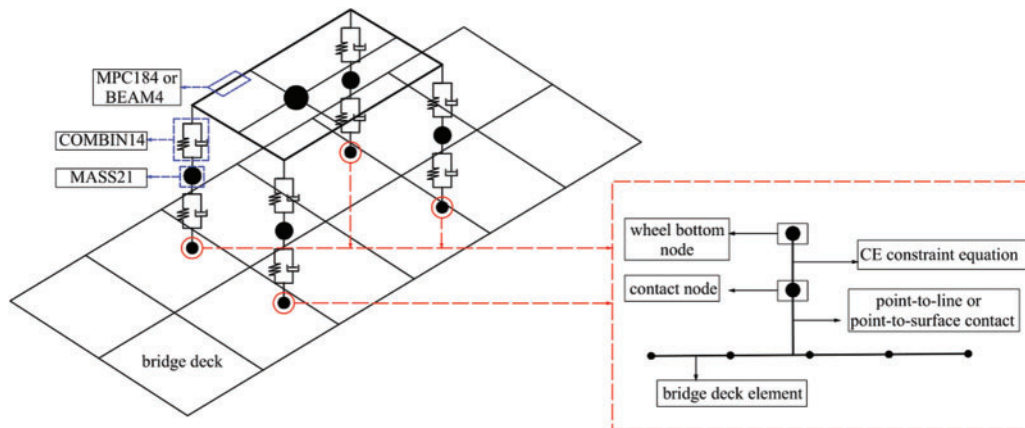 MPC184 or
BEAM4
COMBIN14
MASS21
bridge deck
wheel bottom
node
CE constraint equation
contact node
point-to-line or
point-to-surface contact
bridge deck element